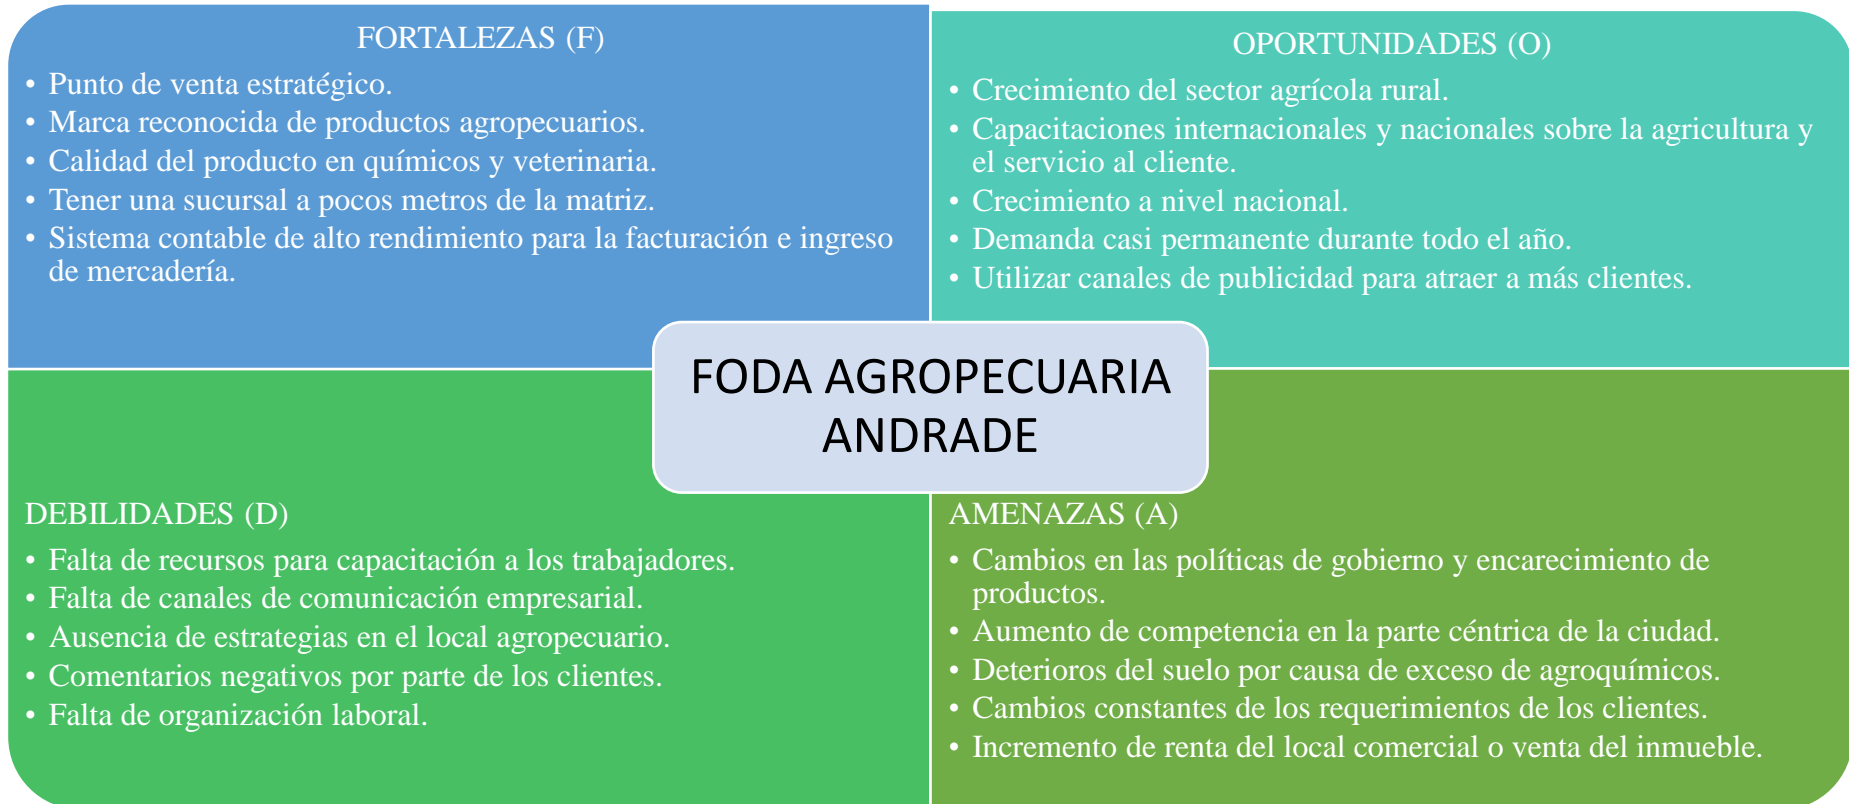 FORTALEZAS (F)
• Punto de venta estratégico.
• Marca reconocida de productos agropecuarios.
• Calidad del producto en químicos y veterinaria.
• Tener una sucursal a pocos metros de la matriz.
• Sistema contable de alto rendimiento para la facturación e ingreso
de mercadería.
OPORTUNIDADES (O)
• Crecimiento del sector agrícola rural.
• Capacitaciones internacionales y nacionales sobre la agricultura y
el servicio al cliente.
• Crecimiento a nivel nacional.
• Demanda casi permanente durante todo el año.
• Utilizar canales de publicidad para atraer a más clientes.
FODA AGROPECUARIA
ANDRADE
DEBILIDADES (D)
• Falta de recursos para capacitación a los trabajadores.
• Falta de canales de comunicación empresarial.
• Ausencia de estrategias en el local agropecuario.
• Comentarios negativos por parte de los clientes.
• Falta de organización laboral.
AMENAZAS (A)
• Cambios en las políticas de gobierno y encarecimiento de
productos.
• Aumento de competencia en la parte céntrica de la ciudad.
• Deterioros del suelo por causa de exceso de agroquímicos.
• Cambios constantes de los requerimientos de los clientes.
• Incremento de renta del local comercial o venta del inmueble.